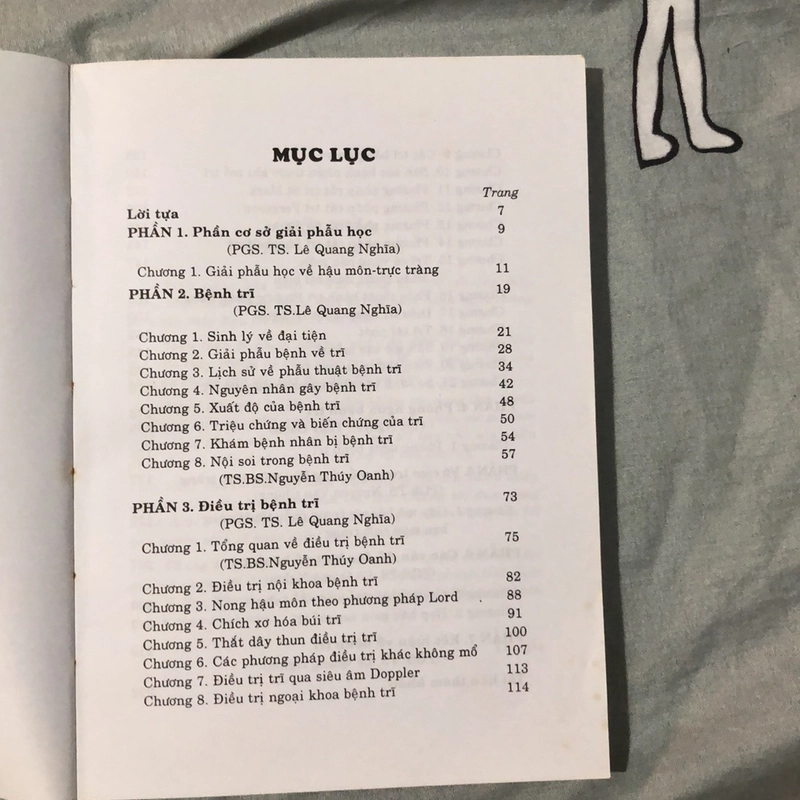 MỤC LỤC
Trang
Lời tựa 7
PHẦN 1. Phần cơ sở giải phẫu học 9
(PGS. TS. Lê Quang Nghĩa)
Chương 1. Giải phẫu học về hậu môn-trực tràng 11
PHẦN 2. Bệnh trĩ 19
(PGS. TS.Lê Quang Nghĩa)
Chương 1. Sinh lý về đại tiện 21
Chương 2. Giải phẫu bệnh về trĩ 28
Chương 3. Lịch sử về phẫu thuật bệnh trĩ 34
Chương 4. Nguyên nhân gây bệnh trĩ 42
Chương 5. Xuất độ của bệnh trĩ 48
Chương 6. Triệu chứng và biến chứng của trĩ 50
Chương 7. Khám bệnh nhân bị bệnh trĩ 54
Chương 8. Nội soi trong bệnh trĩ 57
(TS.BS.Nguyễn Thúy Oanh)
PHẦN 3. Điều trị bệnh trĩ 73
(PGS. TS. Lê Quang Nghĩa)
Chương 1. Tổng quan về điều trị bệnh trĩ 75
(TS.BS.Nguyễn Thúy Oanh)
Chương 2. Điều trị nội khoa bệnh trĩ 82
Chương 3. Nong hậu môn theo phương pháp Lord . 88
Chương 4. Chích xơ hóa búi trĩ 91
Chương 5. Thắt dây thun điều trị trĩ 100
Chương 6. Các phương pháp điều trị khác không mổ 107
Chương 7. Điều trị trĩ qua siêu âm Doppler 113
Chương 8. Điều trị ngoại khoa bệnh trĩ 114